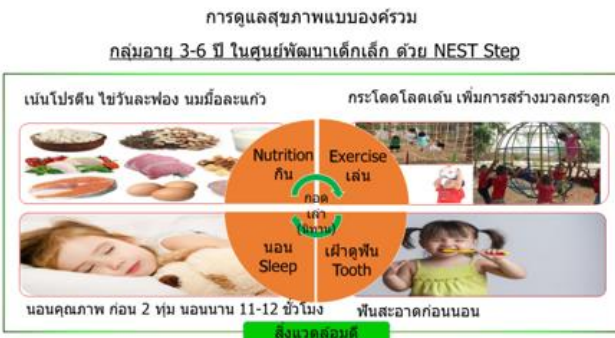 การดูแลสุขภาพแบบองค์รวม
กลุ่มอายุ 3-6 ปี ในศูนย์พัฒนาเด็กเล็ก ด้วย NEST Step
เน้นโปรตีน ไข่วันละฟอง นมมื้อละแก้ว
กระโดดโลดเต้น เพิ่มการสร้างมวลกระดูก
Nutrition
กิน
Exercise
เล่น
กอด
เล่า
(นิทาน)
นอน
Sleep
เฝ้าดูฟัน
Tooth
นอนคุณภาพ ก่อน 2 ทุ่ม นอนนาน 11-12 ชั่วโมง
ฟันสะอาดก่อนนอน
สิ่งแวดล้อมดี